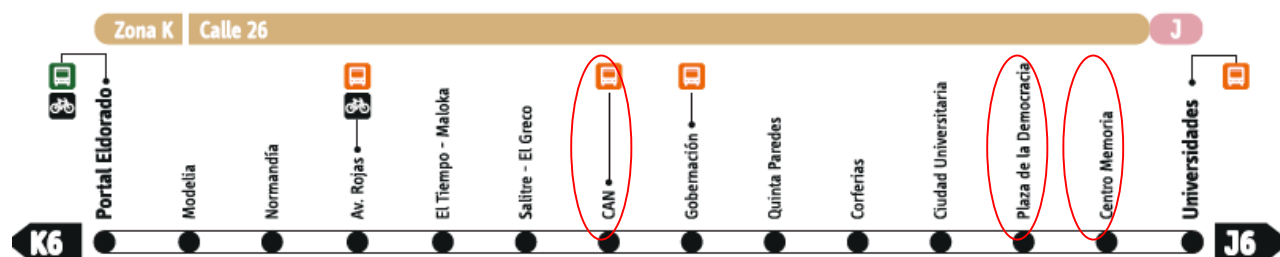 Zona K
Calle 26
J
Portal Eldorado
Modelia
Normandía
Av. Rojas
El Tiempo - Maloka
Salitre - El Greco
CAN
Gobernación
Quinta Paredes
Corferias
Ciudad Universitaria
Plaza de la Democracia
Centro Memoria
Universidades
K6
J6